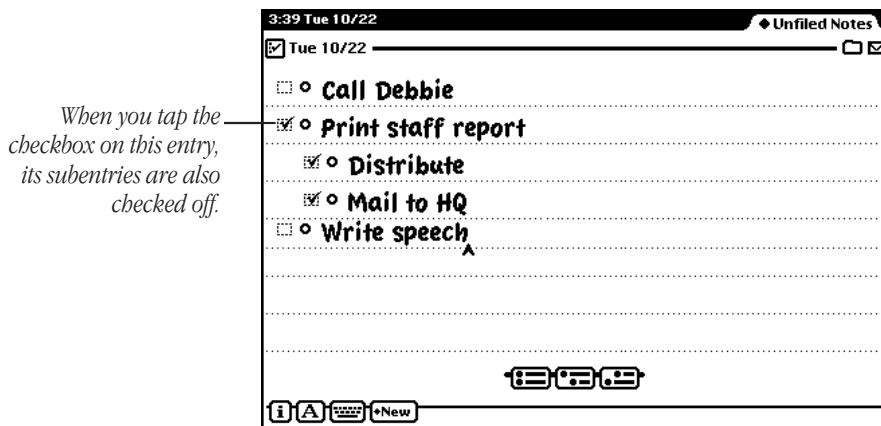 3:39 Tue 10/22
◆Unfiled Notes
Tue 10/22
Call Debbie
When you tap the
checkbox on this entry,
its subentries are also
checked off.
Print staff report
Distribute
Mail to HQ
Write speech
i A ◆New